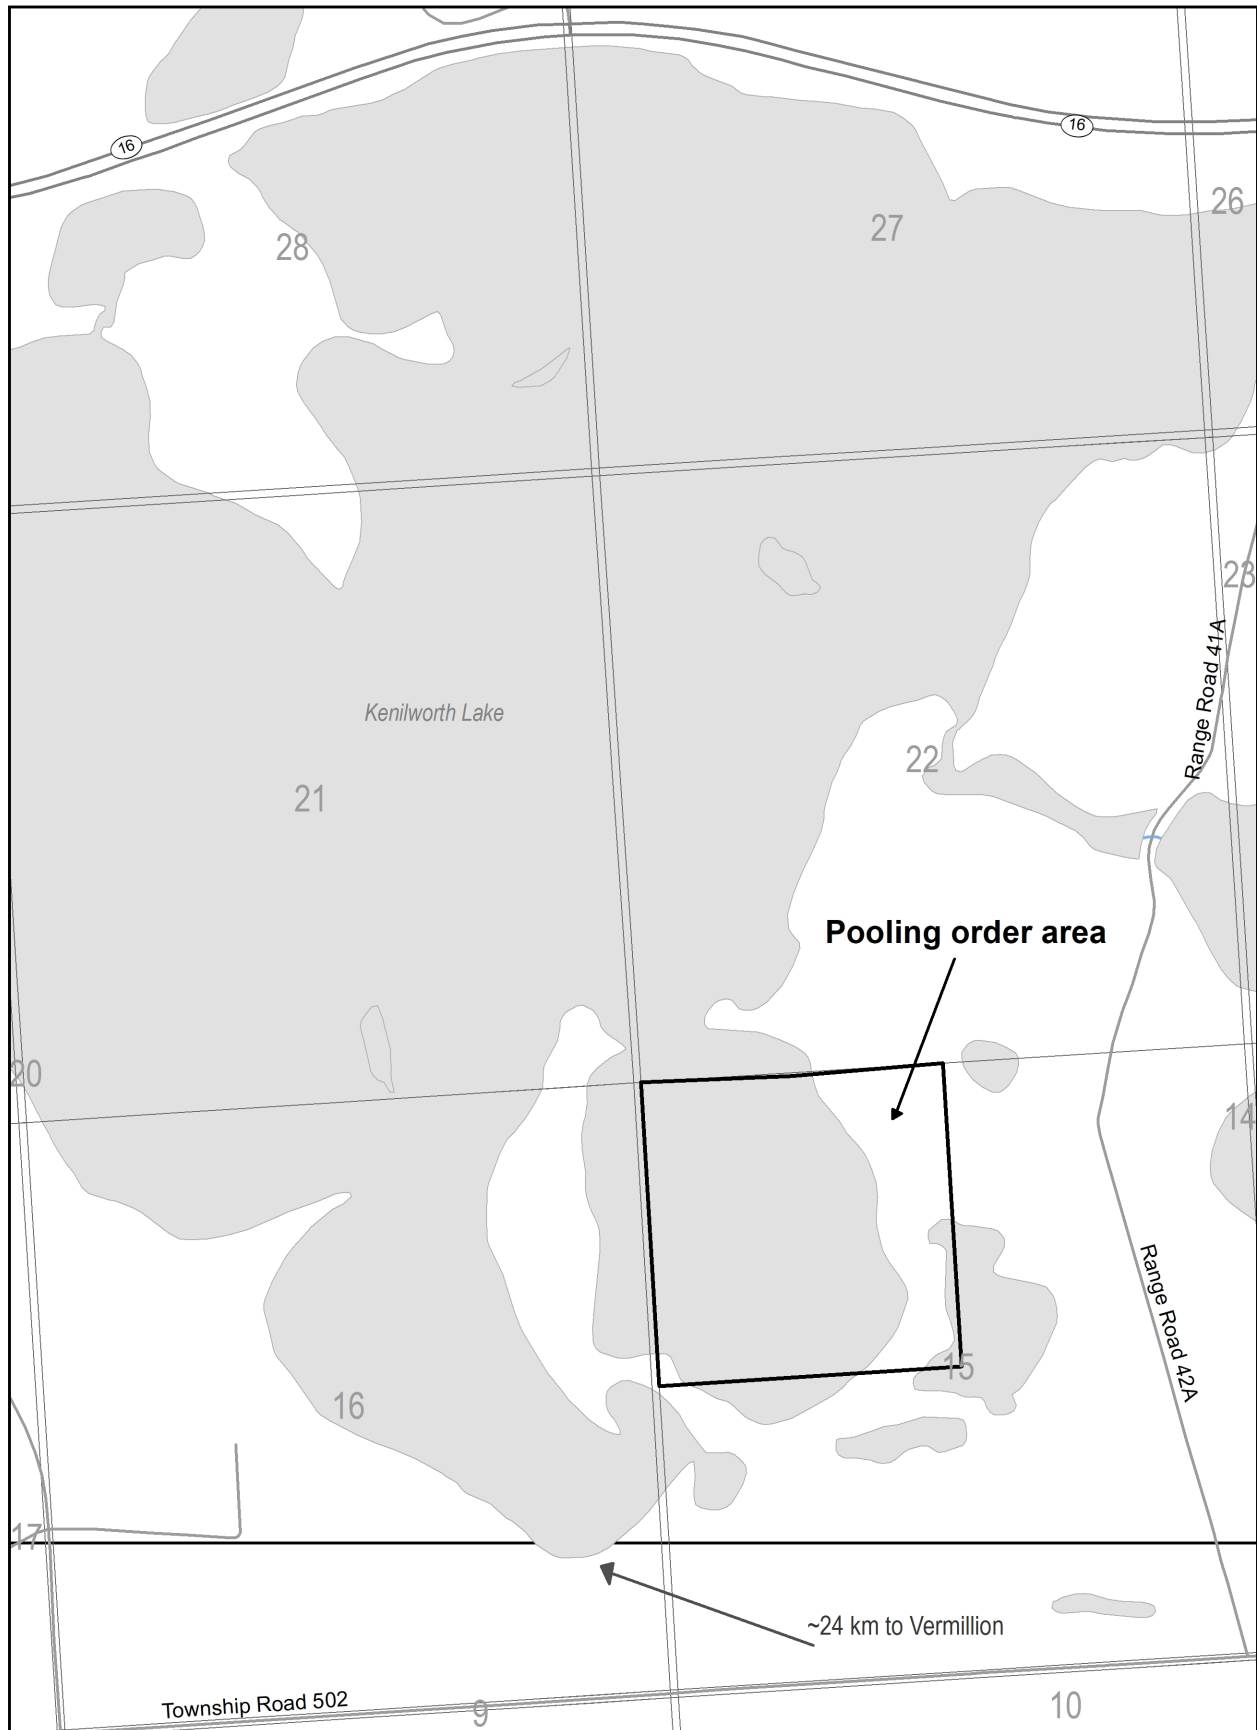 16
16
26
27
28
23
Range Road 41A
Kenilworth Lake
22
21
Pooling order area
20
14
Range Road 42A
15
16
17
~24 km to Vermillion
Township Road 502
9
10